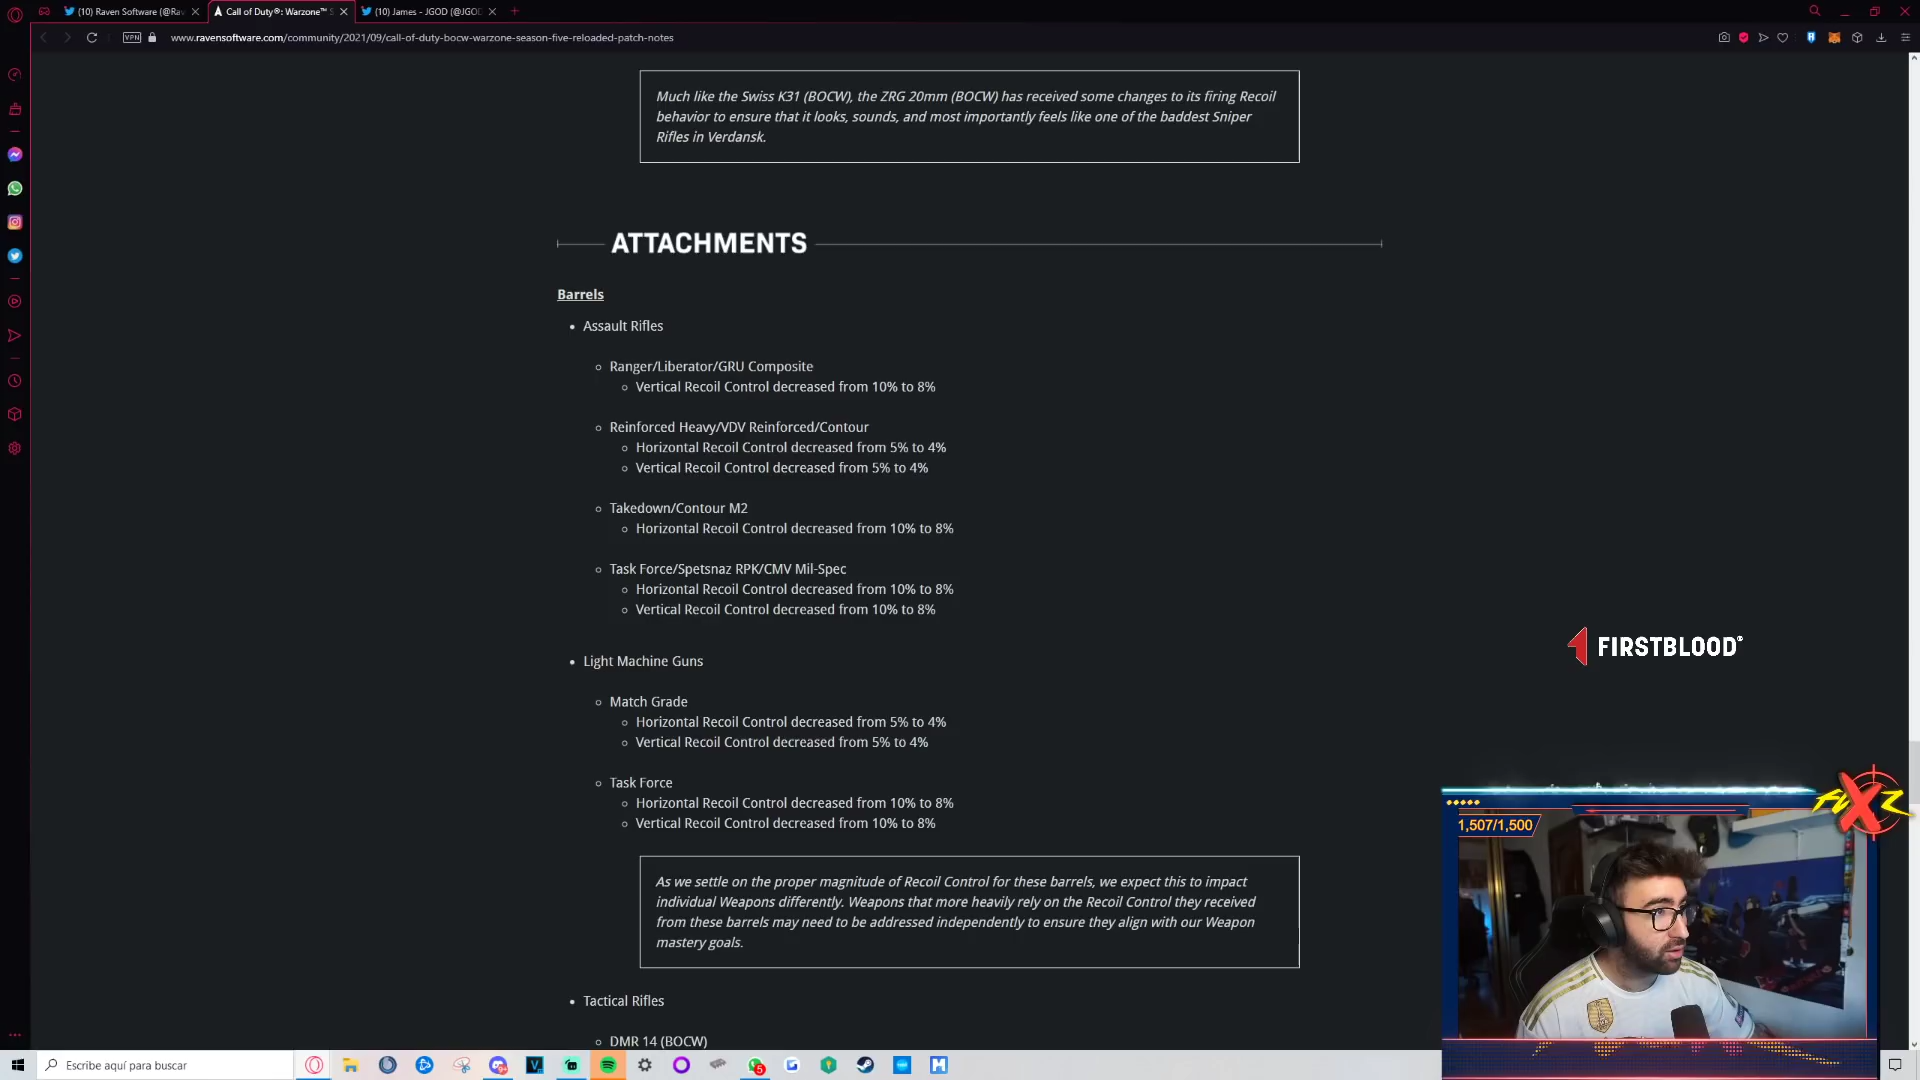 (10) Raven Software (@Rav
Call of Duty®: Warzone™ S
(10) James - JGOD (@JGOD
VPN
www.ravensoftware.com/community/2021/09/call-of-duty-bocw-warzone-season-five-reloaded-patch-notes
Much like the Swiss K31 (BOCW), the ZRG 20mm (BOCW) has received some changes to its firing Recoil
behavior to ensure that it looks, sounds, and most importantly feels like one of the baddest Sniper
Rifles in Verdansk.
ATTACHMENTS
Barrels
Assault Rifles
Ranger/Liberator/GRU Composite
Vertical Recoil Control decreased from 10% to 8%
Reinforced Heavy/VDV Reinforced/Contour
Horizontal Recoil Control decreased from 5% to 4%
Vertical Recoil Control decreased from 5% to 4%
Takedown/Contour M2
Horizontal Recoil Control decreased from 10% to 8%
Task Force/Spetsnaz RPK/CMV Mil-Spec
Horizontal Recoil Control decreased from 10% to 8%
Vertical Recoil Control decreased from 10% to 8%
FIRSTBLOOD
Light Machine Guns
Match Grade
Horizontal Recoil Control decreased from 5% to 4%
Vertical Recoil Control decreased from 5% to 4%
Task Force
Horizontal Recoil Control decreased from 10% to 8%
Vertical Recoil Control decreased from 10% to 8%
1,507/1,500
As we settle on the proper magnitude of Recoil Control for these barrels, we expect this to impact
individual Weapons differently. Weapons that more heavily rely on the Recoil Control they received
from these barrels may need to be addressed independently to ensure they align with our Weapon
mastery goals.
Tactical Rifles
DMR 14 (BOCW)
Escribe aquí para buscar
5